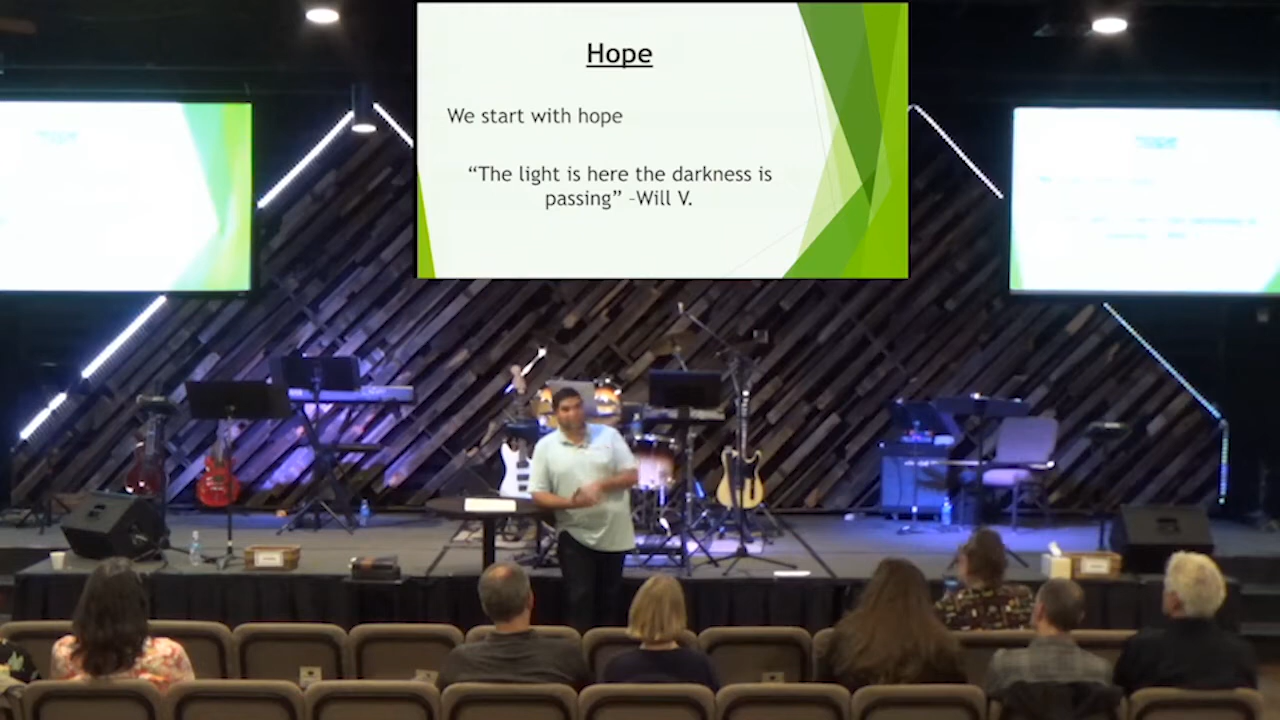 Hope
We start with hope
“The light is here the darkness is
passing” –Will V.